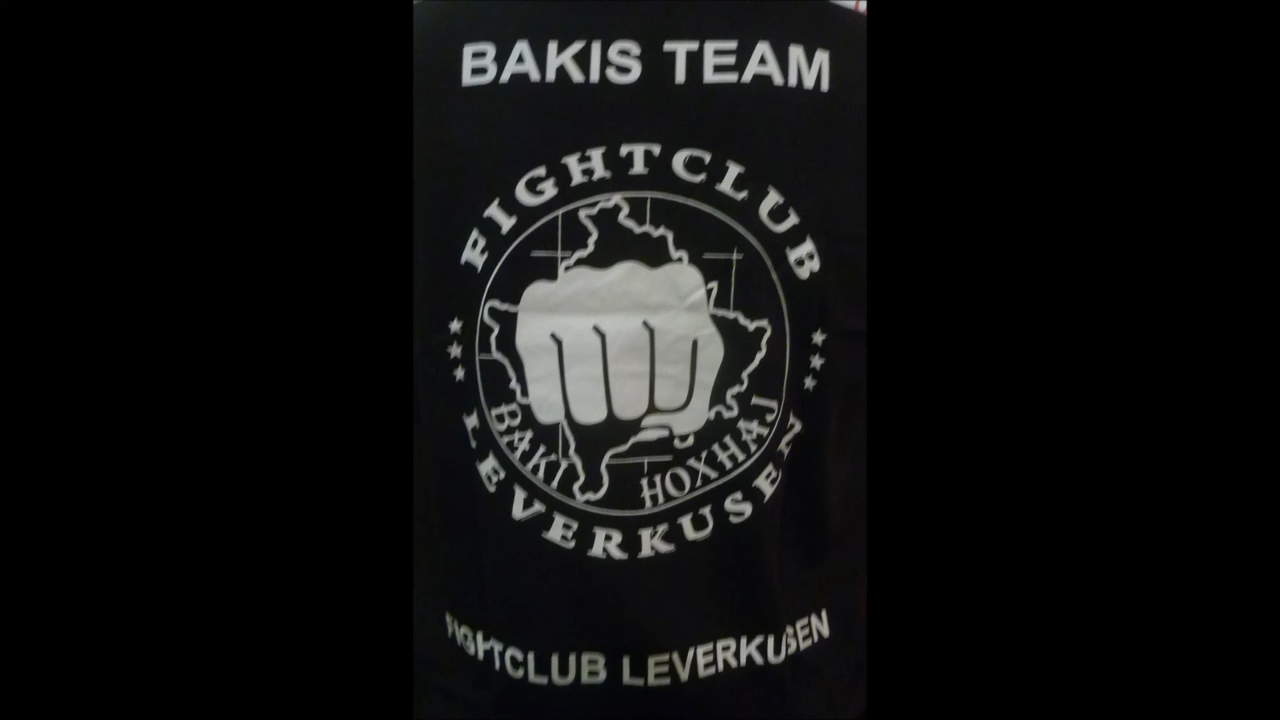 BAKIS TEAM
FIGHTCLUB
BAKI HOXHAJ
LEVERKUSEN
FIGHTCLUB LEVERKUSEN